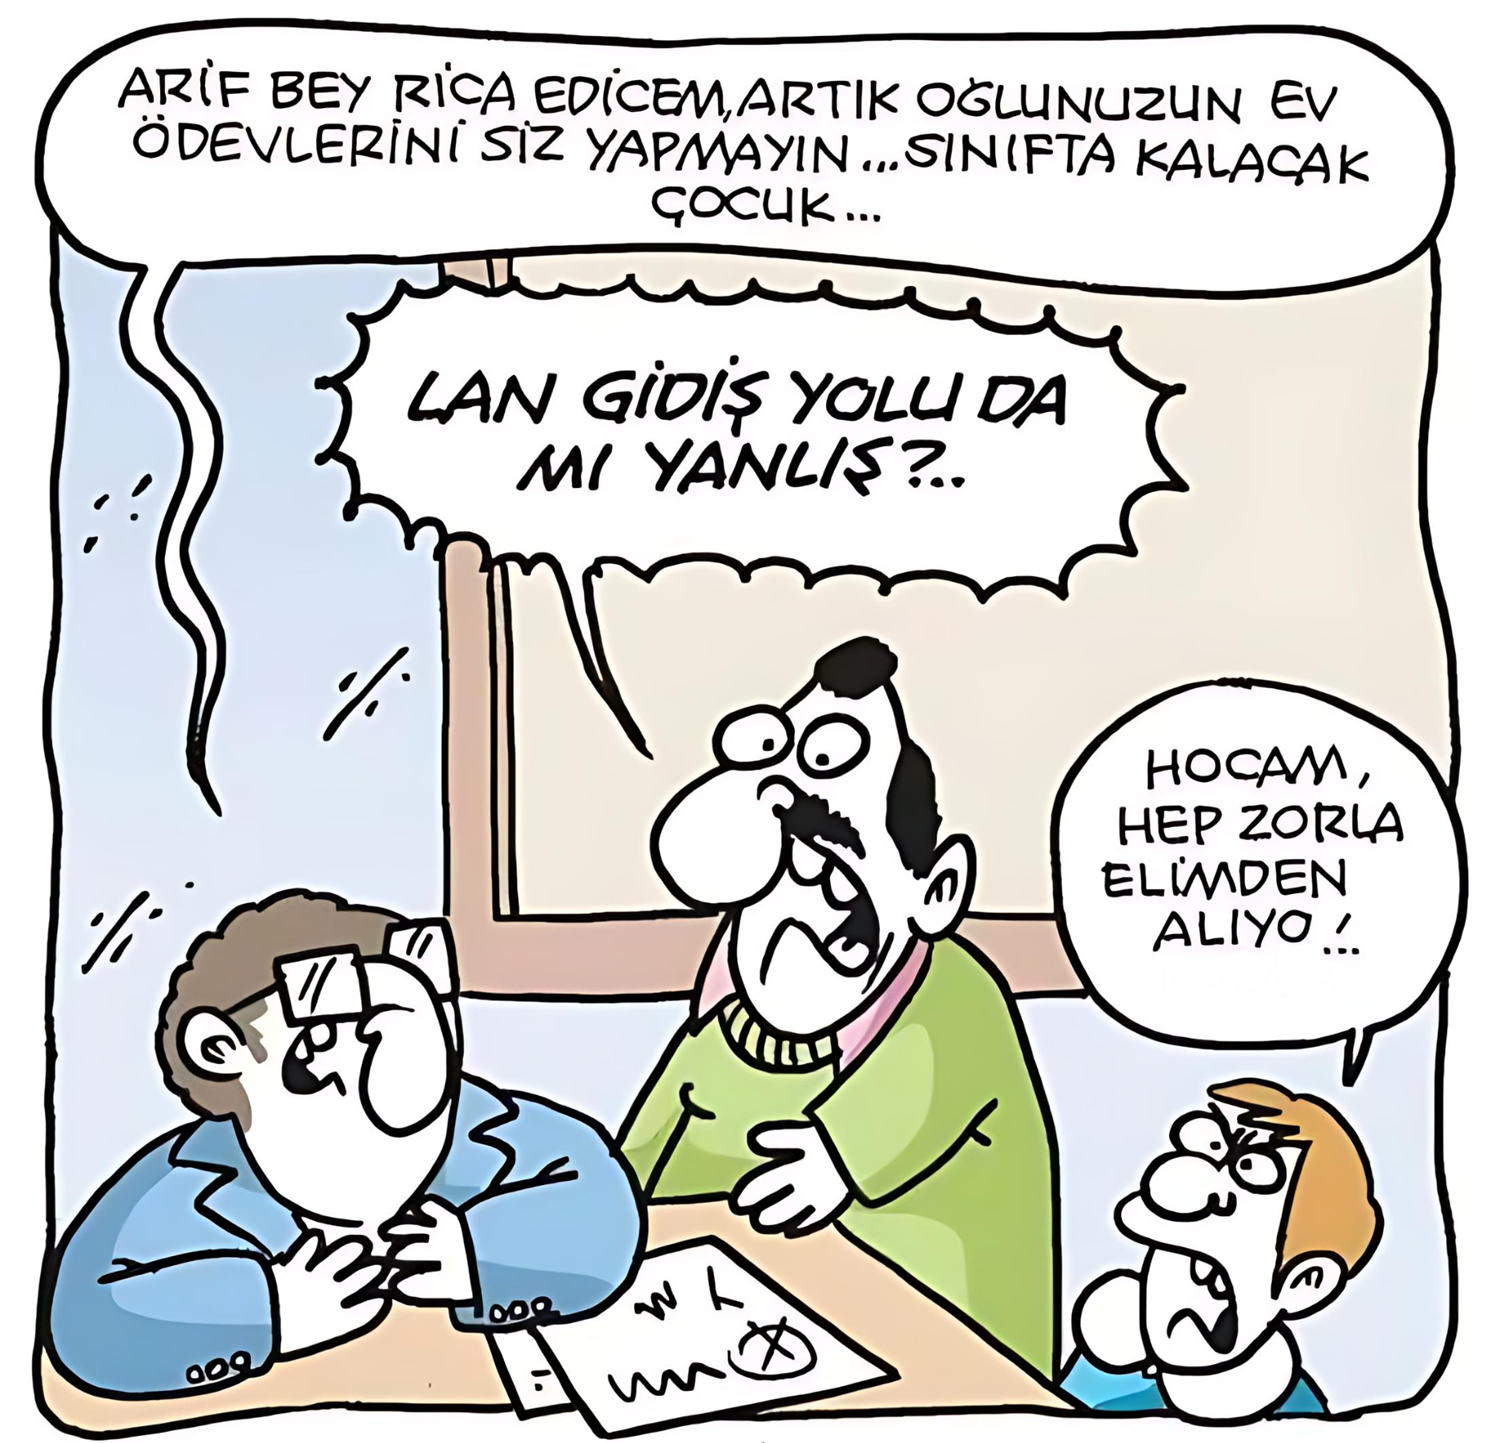 ARİF BEY RİCA EDİCEM, ARTIK OĞLUNUZUN EV
ÖDEVLERİNİ SİZ YAPMAYIN... SINIFTA KALACAK
ÇOCUK...
LAN GİDİŞ YOLU DA
MI YANLIŞ?..
HOCAM,
HEP ZORLA
ELİMDEN
ALIYO!..